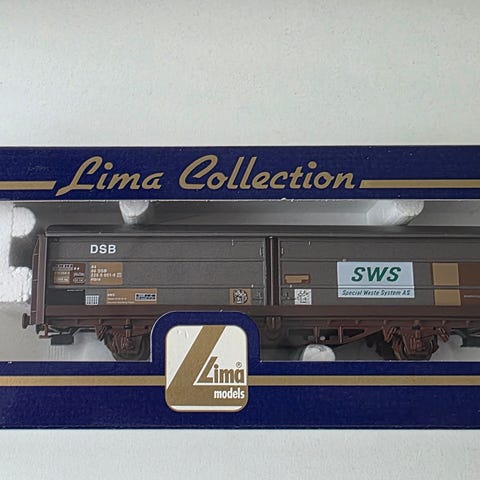 Lima Collection
DSB
SWS
Special Waste System AS
Lima®
models